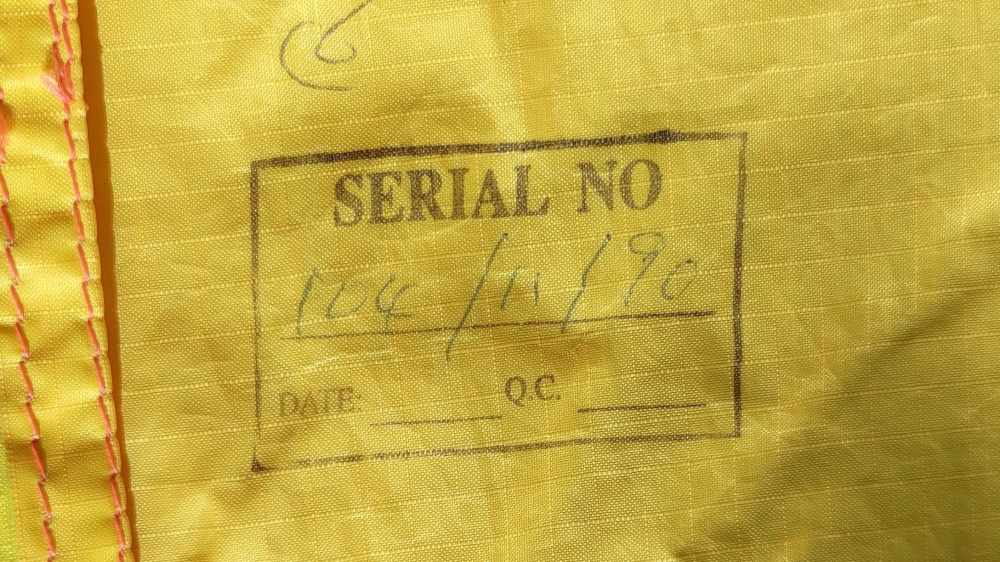 SERIAL NO
104/11/90
DATE: Q.C.